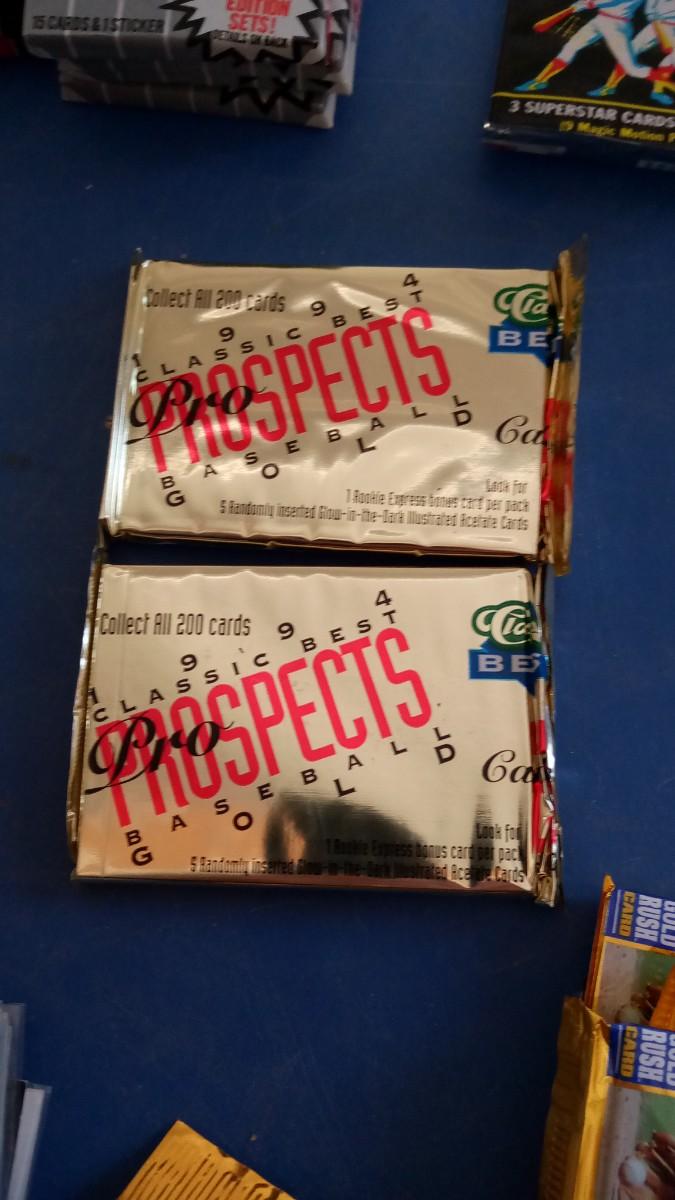 EDITION
SETS!
DETAILS ON BACK
15 CARDS & 1 STICKER
3 SUPERSTAR CARDS
Collect All 200 cards
1994
CLASSIC BEST
Pro
PROSPECTS
BASEBALL
GOLD
Cla
BE
Ca
Look for
1 Rookie Express bonus card per pack
5 Randomly inserted Glow-in-the-Dark Illustrated Acetate Cards
Collect All 200 cards
1994
CLASSIC BEST
Pro
PROSPECTS
BASEBALL
GOLD
Cla
BE
Ca
Look for
1 Rookie Express bonus card per pack
5 Randomly inserted Glow-in-the-Dark Illustrated Acetate Cards
RUSH
CARD
RUSH
CARD